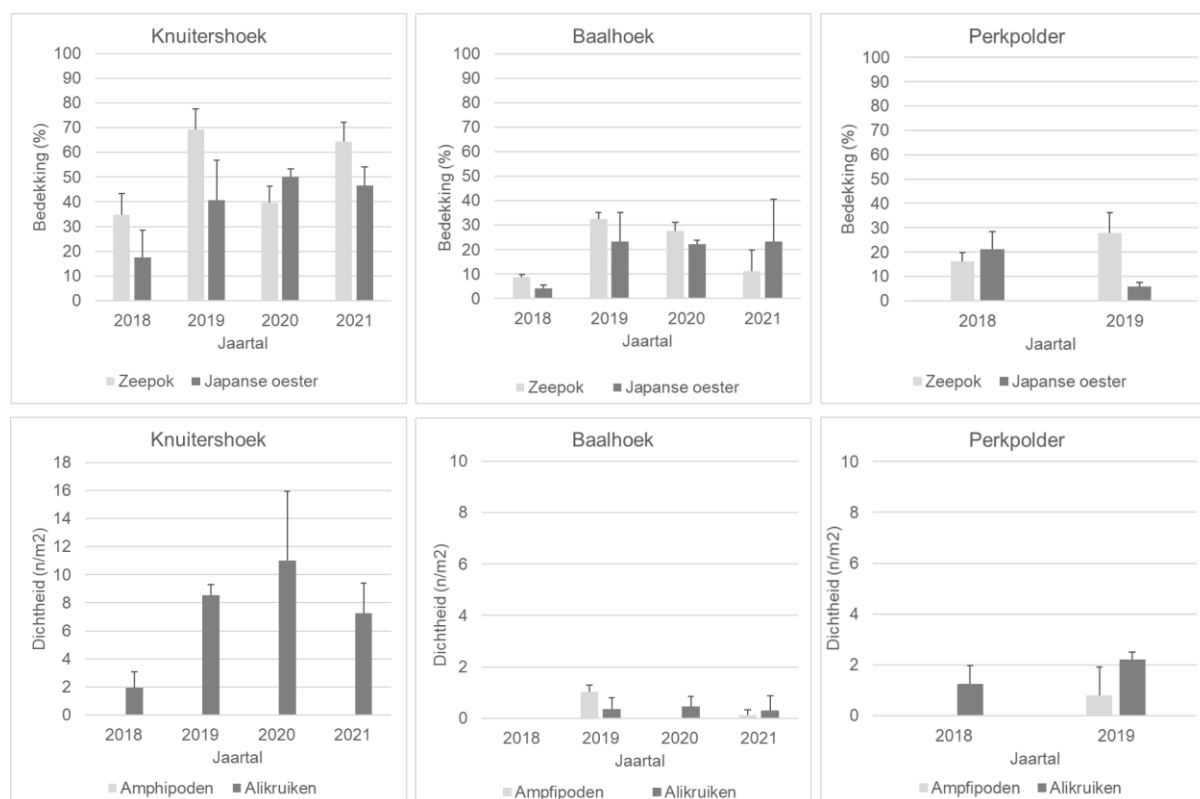 Knuitershoek
100
90
80
70
60
50
40
30
20
10
0
Bedekking (%)
2018 2019 2020 2021
Jaartal
Zeepok Japanse oester
Baalhoek
100
90
80
70
60
50
40
30
20
10
0
Bedekking (%)
2018 2019 2020 2021
Jaartal
Zeepok Japanse oester
Perkpolder
100
90
80
70
60
50
40
30
20
10
0
Bedekking (%)
2018 2019
Jaartal
Zeepok Japanse oester
Knuitershoek
18
16
14
12
10
8
6
4
2
0
Dichtheid (n/m2)
2018 2019 2020 2021
Jaartal
Amphipoden Alikruiken
Baalhoek
10
8
6
4
2
0
Dichtheid (n/m2)
2018 2019 2020 2021
Jaartal
Ampfipoden Alikruiken
Perkpolder
10
8
6
4
2
0
Dichtheid (n/m2)
2018 2019
Jaartal
Ampfipoden Alikruiken